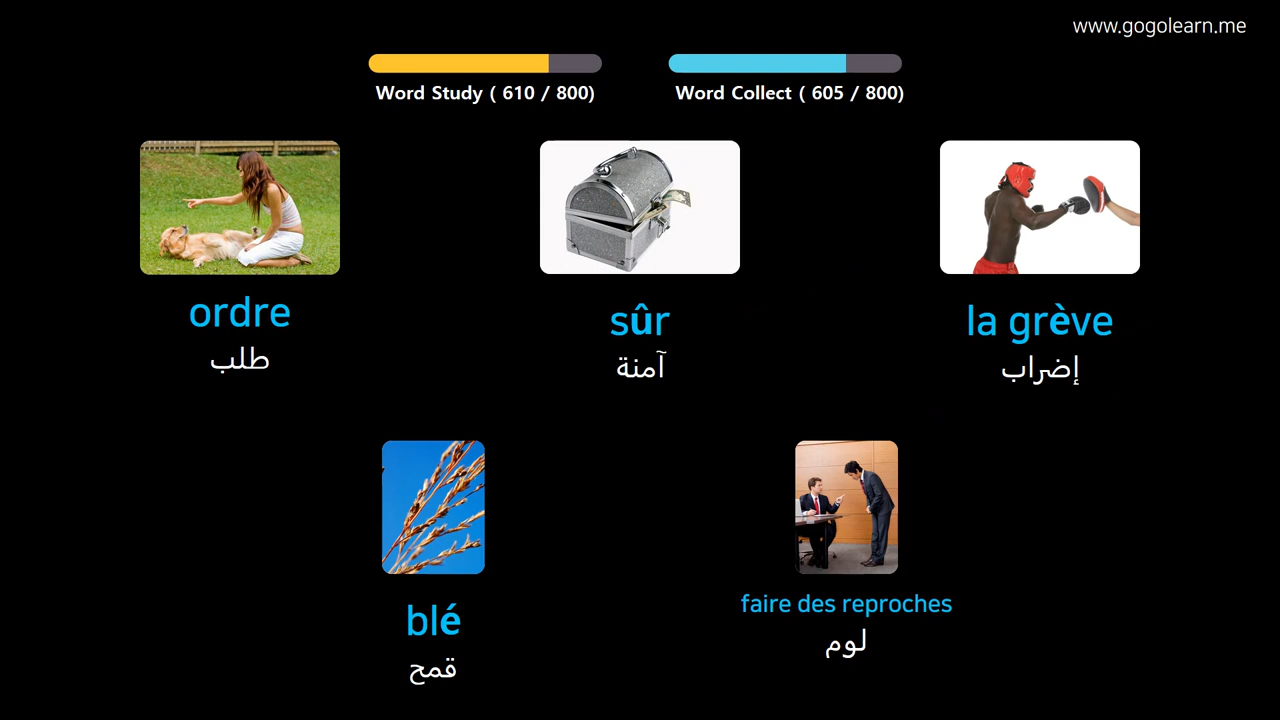 www.gogolearn.me
Word Study ( 610 / 800)
Word Collect ( 605 / 800)
ordre
طلب
sûr
آمنة
la grève
إضراب
blé
قمح
faire des reproches
لوم